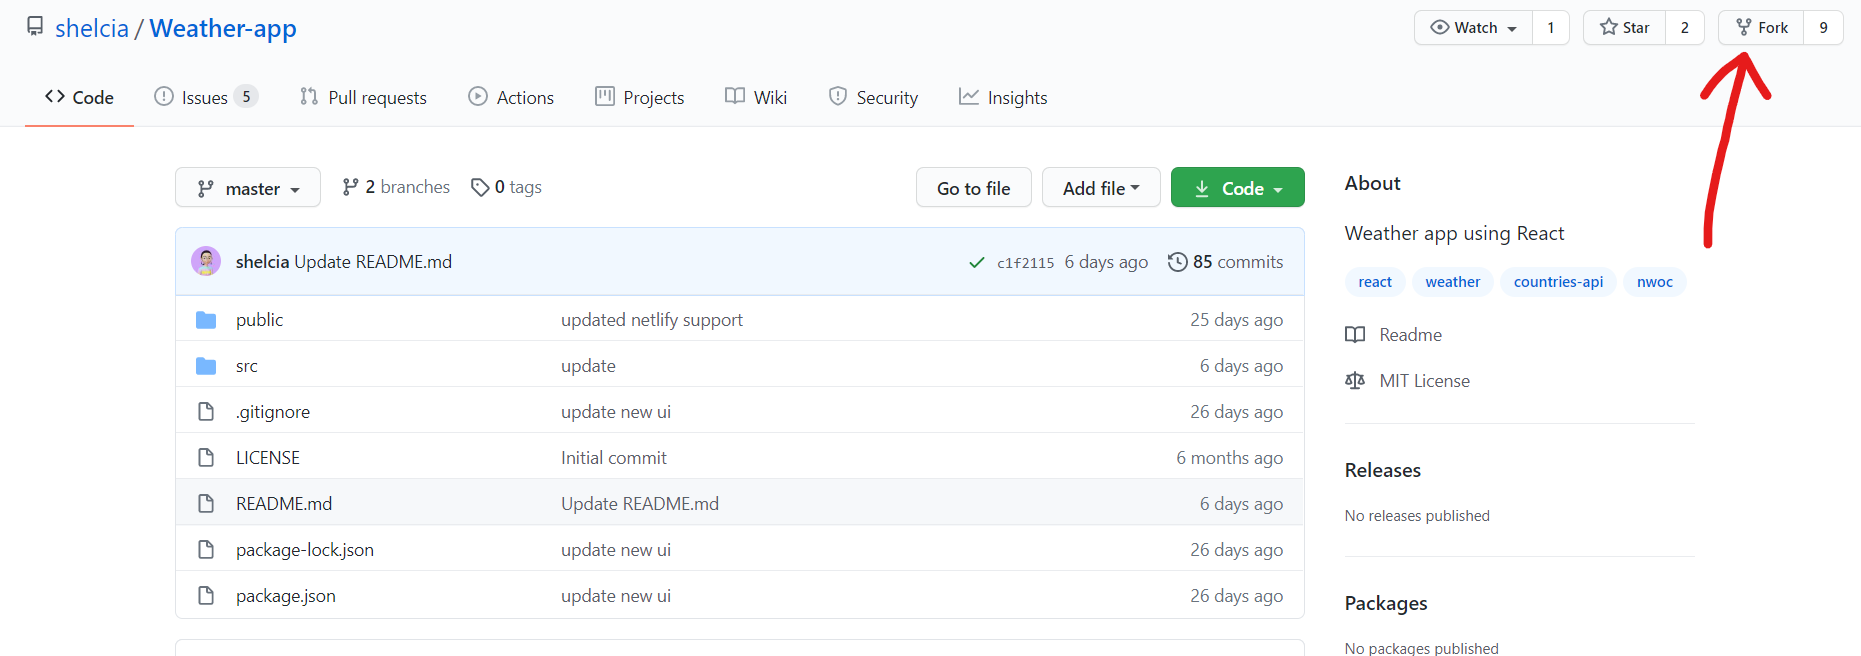 shelcia / Weather-app Watch 1 Star 2 Fork 9
Code Issues 5 Pull requests Actions Projects Wiki Security Insights
master 2 branches 0 tags Go to file Add file Code
shelcia Update README.md c1f2115 6 days ago 85 commits
public updated netlify support 25 days ago
src update 6 days ago
.gitignore update new ui 26 days ago
LICENSE Initial commit 6 months ago
README.md Update README.md 6 days ago
package-lock.json update new ui 26 days ago
package.json update new ui 26 days ago
About
Weather app using React
react weather countries-api nwoc
Readme
MIT License
Releases
No releases published
Packages
No packages published